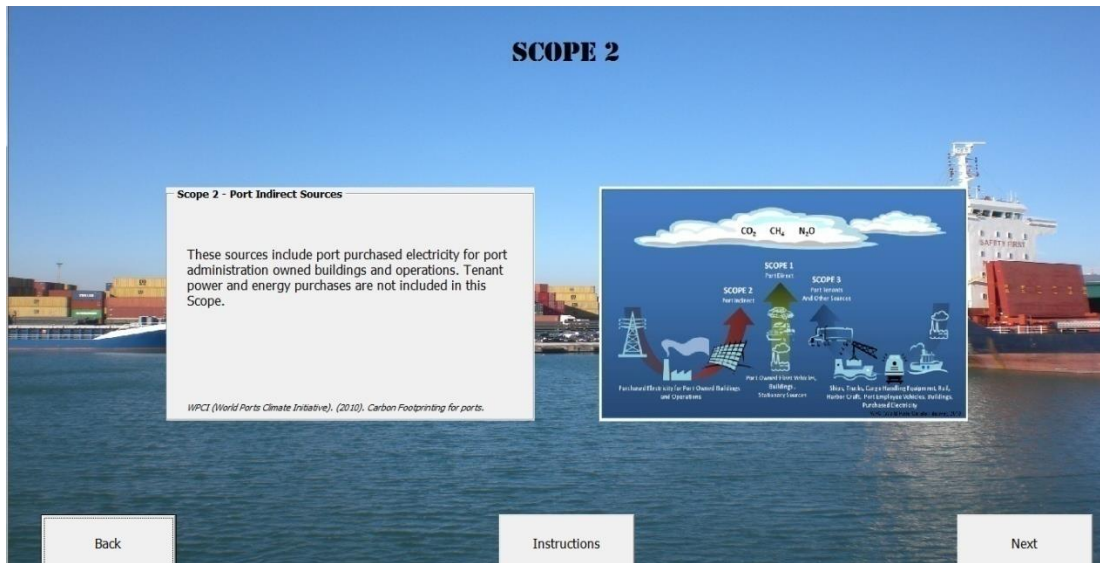 SCOPE 2
Scope 2 - Port Indirect Sources
These sources include port purchased electricity for port
administration owned buildings and operations. Tenant
power and energy purchases are not included in this
Scope.
WPCI (World Ports Climate Initiative). (2010). Carbon Footprinting for ports.
CO₂ CH₄ N₂O
SCOPE 1
Port Direct
SCOPE 2
Port Indirect
SCOPE 3
Port Tenants
And Other Sources
Purchased Electricity for Port Owned Buildings
and Operations
Port Owned Fleet Vehicles,
Buildings,
Stationary Sources
Ships, Trucks, Cargo Handling Equipment, Rail,
Harbor Craft, Port Employee Vehicles, Buildings,
Purchased Electricity
SAFETY FIRST
Back
Instructions
Next